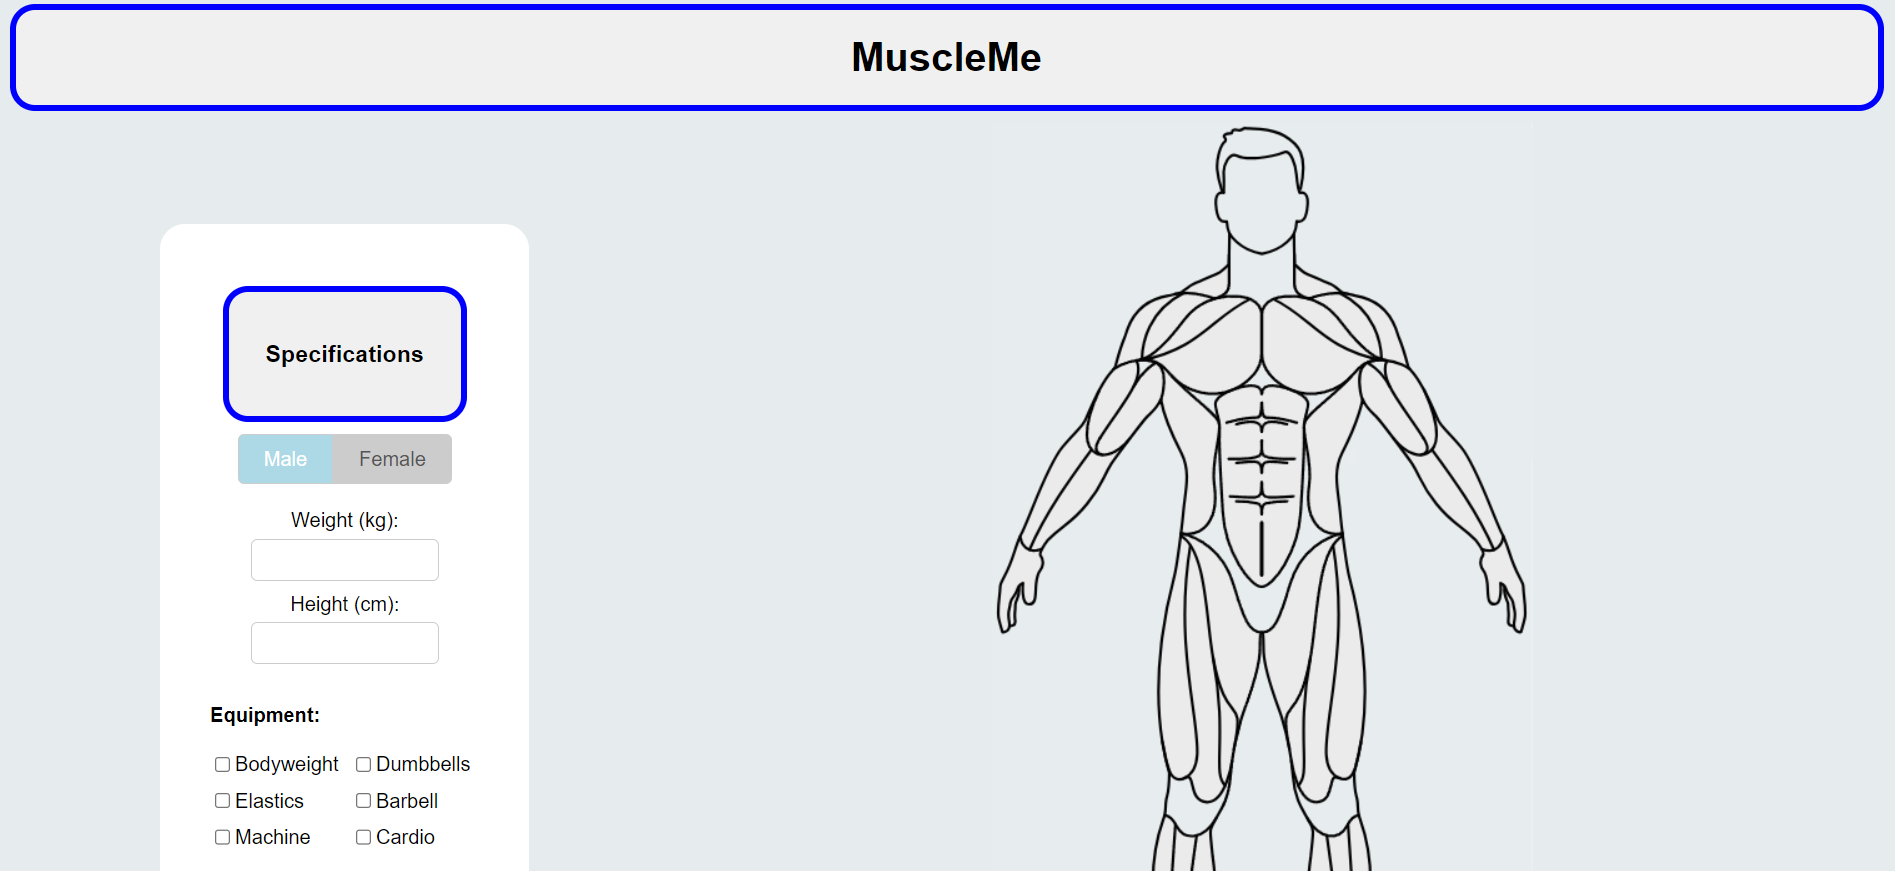 MuscleMe
Specifications
Male Female
Weight (kg):
Height (cm):
Equipment:
Bodyweight Dumbbells
Elastics Barbell
Machine Cardio